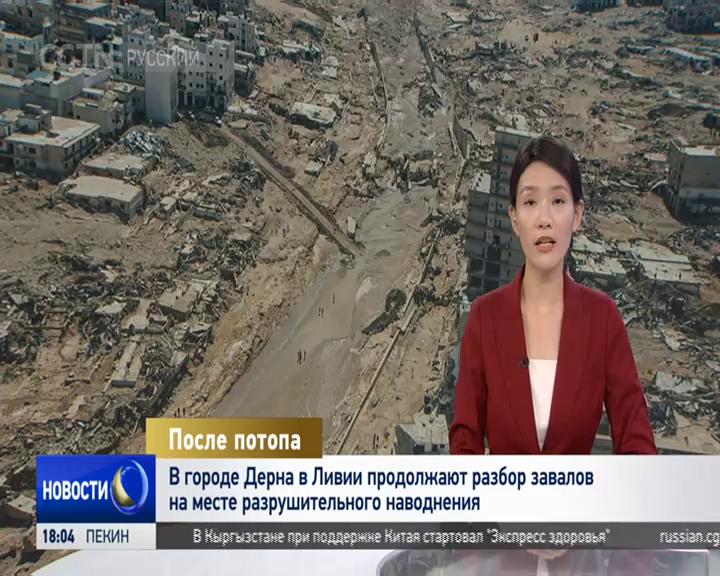 CGTN РУССКИЙ
После потопа
В городе Дерна в Ливии продолжают разбор завалов
на месте разрушительного наводнения
НОВОСТИ
18:04 ПЕКИН
В Кыргызстане при поддержке Китая стартовал "Экспресс здоровья"
russian.cg